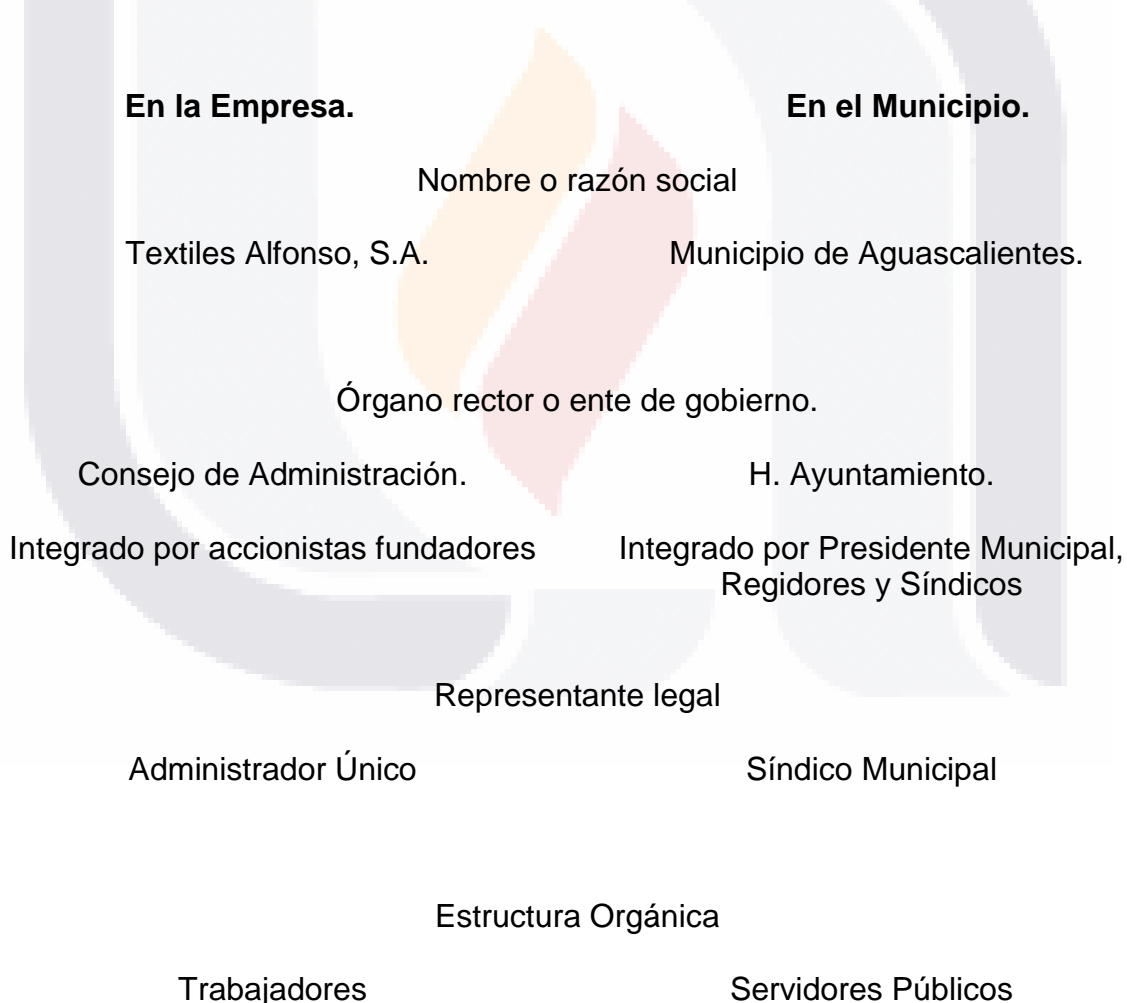 En la Empresa. En el Municipio.
Nombre o razón social
Textiles Alfonso, S.A. Municipio de Aguascalientes.
Órgano rector o ente de gobierno.
Consejo de Administración. H. Ayuntamiento.
Integrado por accionistas fundadores Integrado por Presidente Municipal,
Regidores y Síndicos
Representante legal
Administrador Único Síndico Municipal
Estructura Orgánica
Trabajadores Servidores Públicos